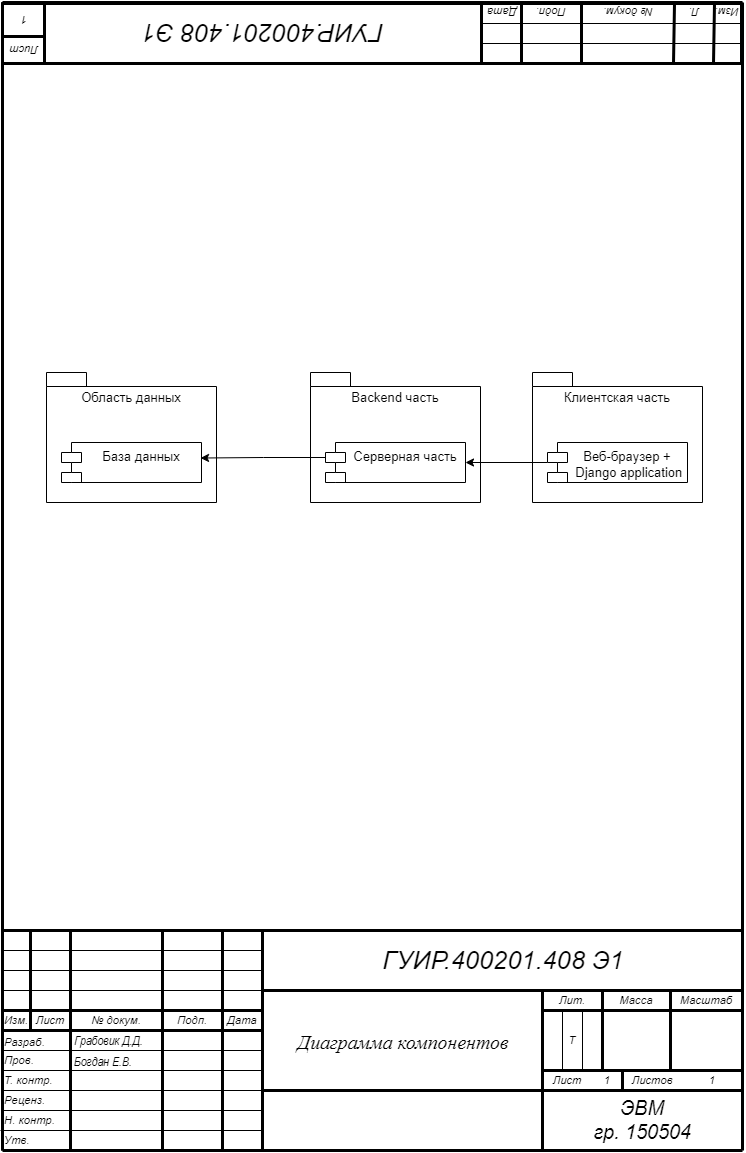 1
Лист
ГУИР.400201.408 Э1
Дата
Подп.
№ докум.
Л.
Изм.
Область данных
База данных
Backend часть
Серверная часть
Клиентская часть
Веб-браузер +
Django application
ГУИР.400201.408 Э1
Изм. Лист № докум. Подп. Дата
Разраб. Грабовик Д.Д.
Пров. Богдан Е.В.
Т. контр.
Реценз.
Н. контр.
Утв.
Диаграмма компонентов
Лит. Масса Масштаб
Т
Лист 1 Листов 1
ЭВМ
гр. 150504